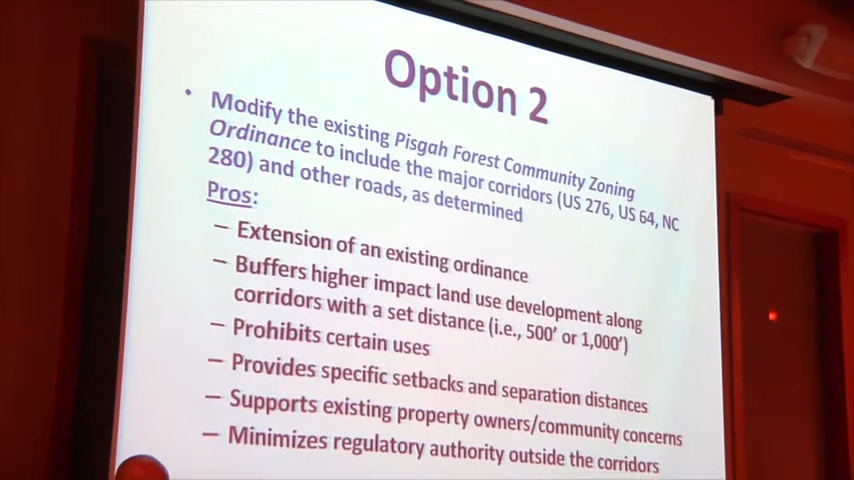 Option 2
• Modify the existing Pisgah Forest Community Zoning
Ordinance to include the major corridors (US 276, US 64, NC
280) and other roads, as determined
Pros:
– Extension of an existing ordinance
– Buffers higher impact land use development along
corridors with a set distance (i.e., 500' or 1,000')
– Prohibits certain uses
– Provides specific setbacks and separation distances
– Supports existing property owners/community concerns
– Minimizes regulatory authority outside the corridors